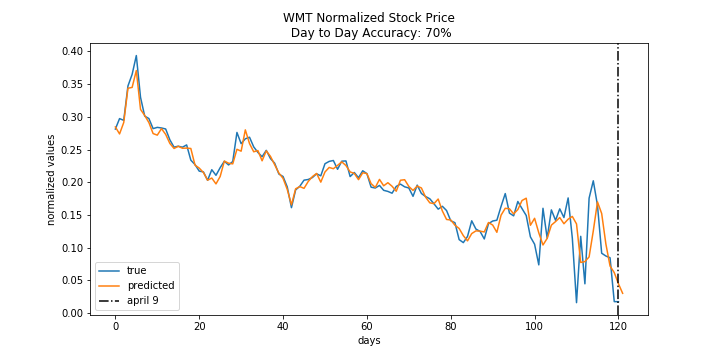 WMT Normalized Stock Price
Day to Day Accuracy: 70%
normalized values
0.40
0.35
0.30
0.25
0.20
0.15
0.10
0.05
0.00
true
predicted
april 9
0 20 40 60 80 100 120
days